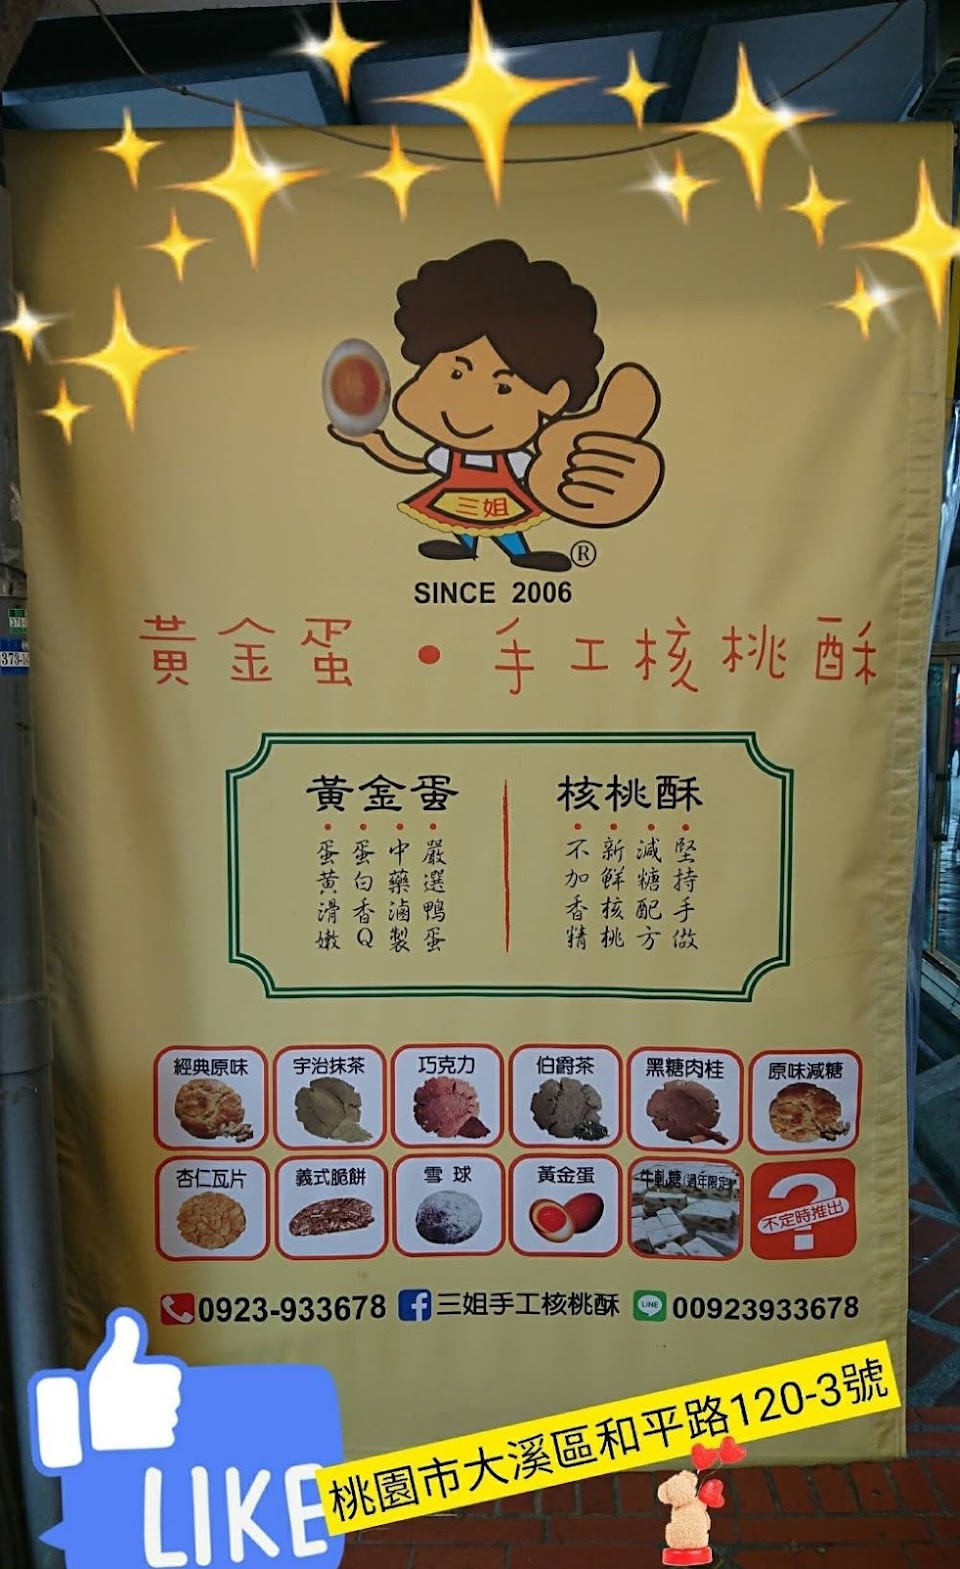 三姐
®
SINCE 2006
黃金蛋・手工核桃酥
黃金蛋
嚴選鴨蛋
中藥滷製
蛋白香Q
蛋黃滑嫩
核桃酥
堅持手做
減糖配方
新鮮核桃
不加香精
經典原味
宇治抹茶
巧克力
伯爵茶
黑糖肉桂
原味減糖
杏仁瓦片
義式脆餅
雪球
黃金蛋
牛軋糖(過年限定)
?
不定時推出
0923-933678
三姐手工核桃酥
LINE
00923933678
LIKE
桃園市大溪區和平路120-3號